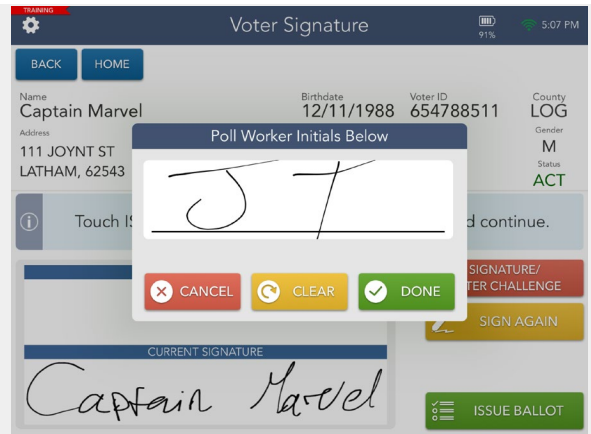 TRAINING
Voter Signature
91%
5:07 PM
BACK
HOME
Name
Captain Marvel
Birthdate
12/11/1988
Voter ID
654788511
County
LOG
Address
111 JOYNT ST
LATHAM, 62543
Gender
M
Status
ACT
Poll Worker Initials Below
J T
Touch IS
d continue.
CANCEL
CLEAR
DONE
SIGNATURE/
TER CHALLENGE
SIGN AGAIN
CURRENT SIGNATURE
Captain Marvel
ISSUE BALLOT